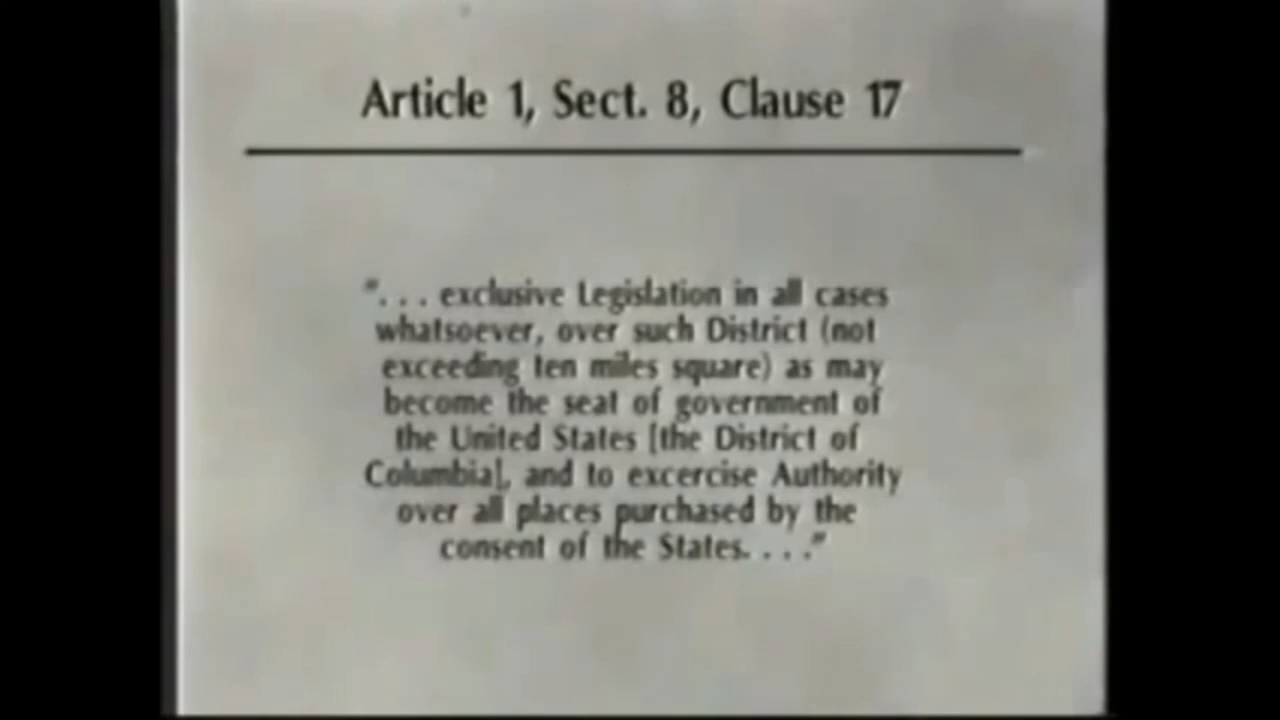 Article 1, Sect. 8, Clause 17
". . . exclusive Legislation in all cases
whatsoever, over such District (not
exceeding ten miles square) as may
become the seat of government of
the United States [the District of
Columbia], and to excercise Authority
over all places purchased by the
consent of the States. . . ."